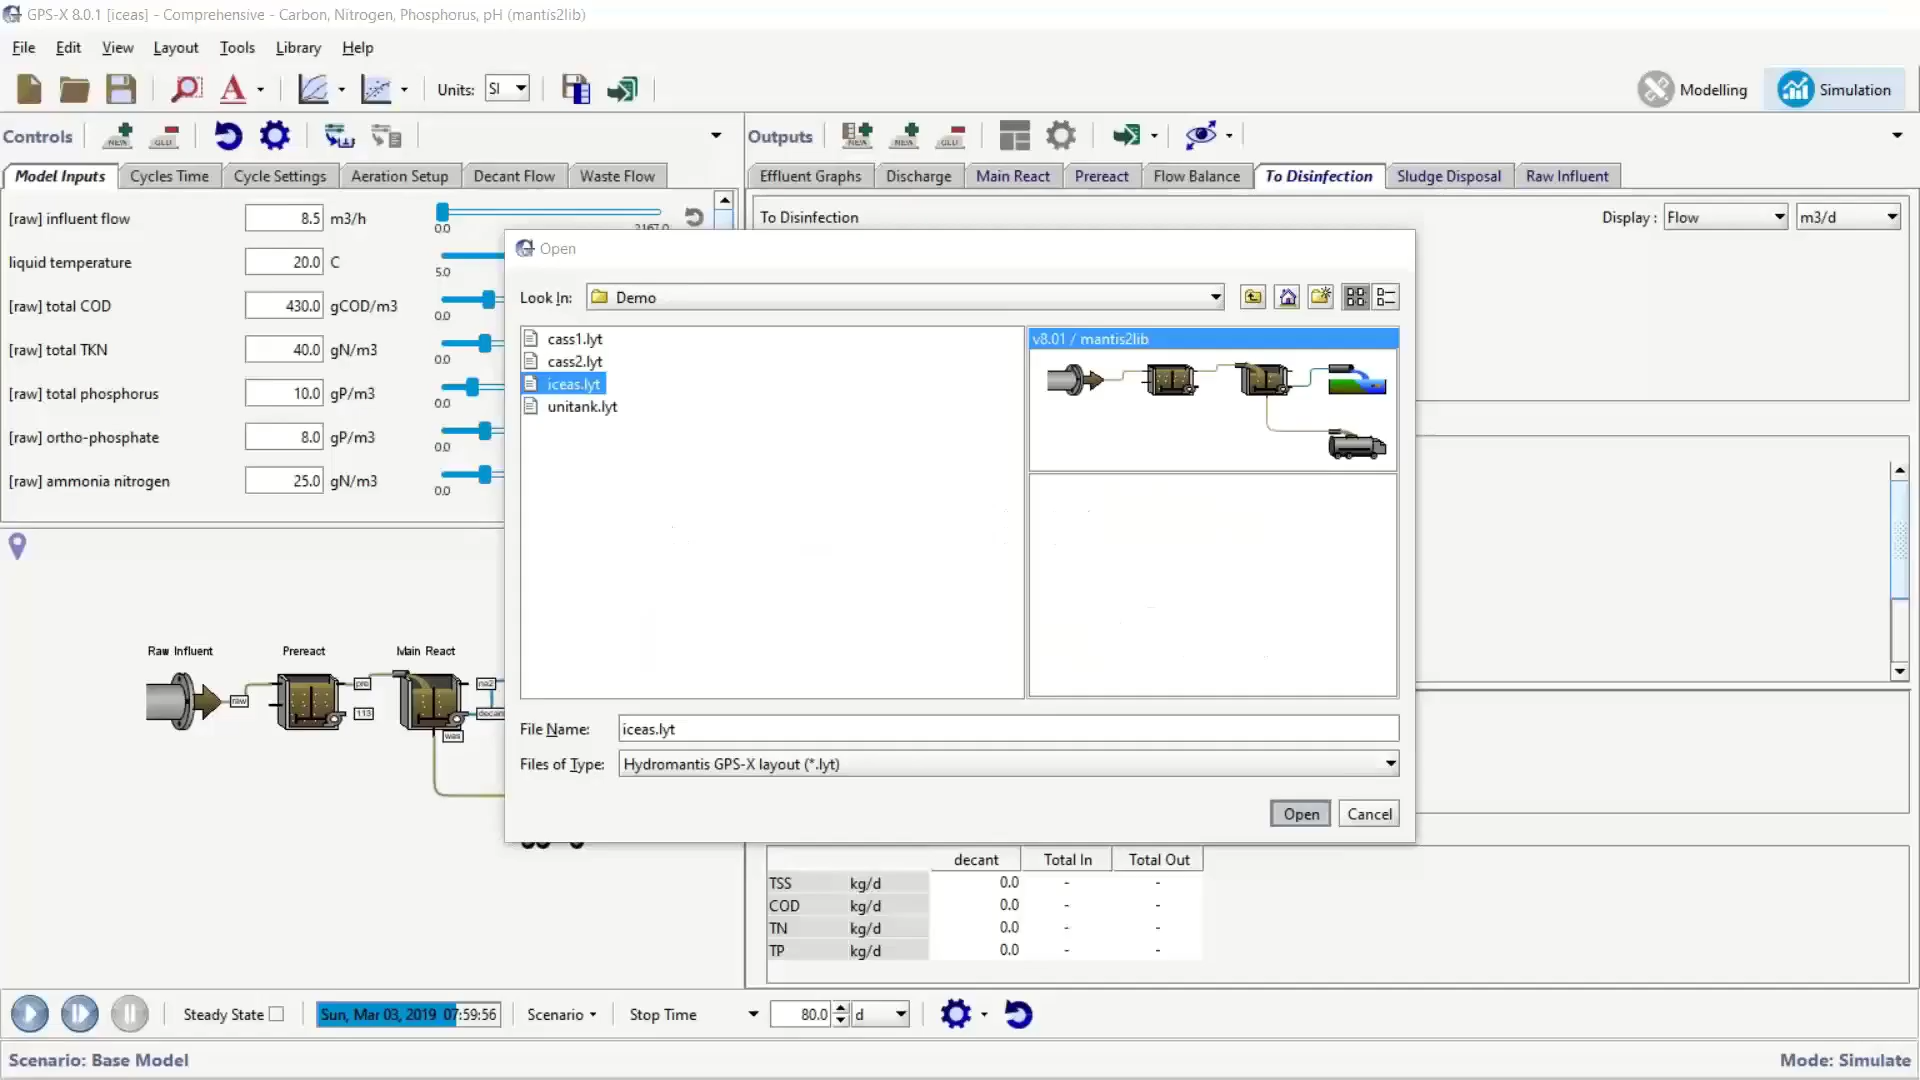 GPS-X 8.0.1 [iceas] - Comprehensive - Carbon, Nitrogen, Phosphorus, pH (mantis2lib)
File Edit View Layout Tools Library Help
Units: SI
Modelling
Simulation
Controls
NEW
Outputs
NEW
NEW
Model Inputs Cycles Time Cycle Settings Aeration Setup Decant Flow Waste Flow
Effluent Graphs Discharge Main React Prereact Flow Balance To Disinfection Sludge Disposal Raw Influent
[raw] influent flow 8.5 m3/h
0.0
To Disinfection
Display : Flow m3/d
liquid temperature 20.0 C
5.0
[raw] total COD 430.0 gCOD/m3
0.0
[raw] total TKN 40.0 gN/m3
0.0
[raw] total phosphorus 10.0 gP/m3
0.0
[raw] ortho-phosphate 8.0 gP/m3
0.0
[raw] ammonia nitrogen 25.0 gN/m3
0.0
Open
Look In: Demo
cass1.lyt
cass2.lyt
iceas.lyt
unitank.lyt
v8.01 / mantis2lib
File Name: iceas.lyt
Files of Type: Hydromantis GPS-X layout (*.lyt)
Open Cancel
Raw Influent Prereact Main React
raw
pre
113
decant
was
decant Total In Total Out
TSS kg/d 0.0 - -
COD kg/d 0.0 - -
TN kg/d 0.0 - -
TP kg/d 0.0 - -
Steady State
Sun, Mar 03, 2019 07:59:56
Scenario
Stop Time
80.0 d
Scenario: Base Model
Mode: Simulate